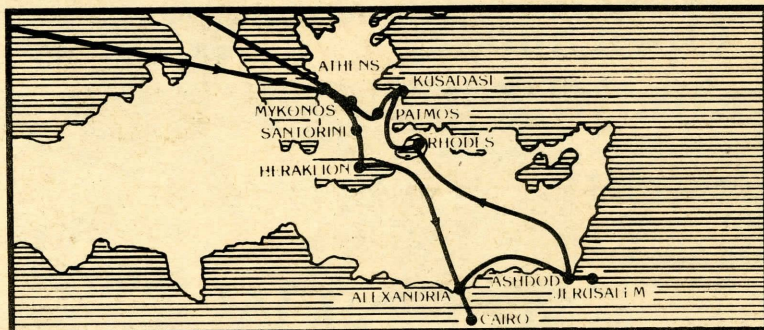 ATHENS
KUSADASI
MYKONOS
PATMOS
SANTORINI
RHODES
HERAKLION
ALEXANDRIA
ASHDOD
JERUSALEM
CAIRO